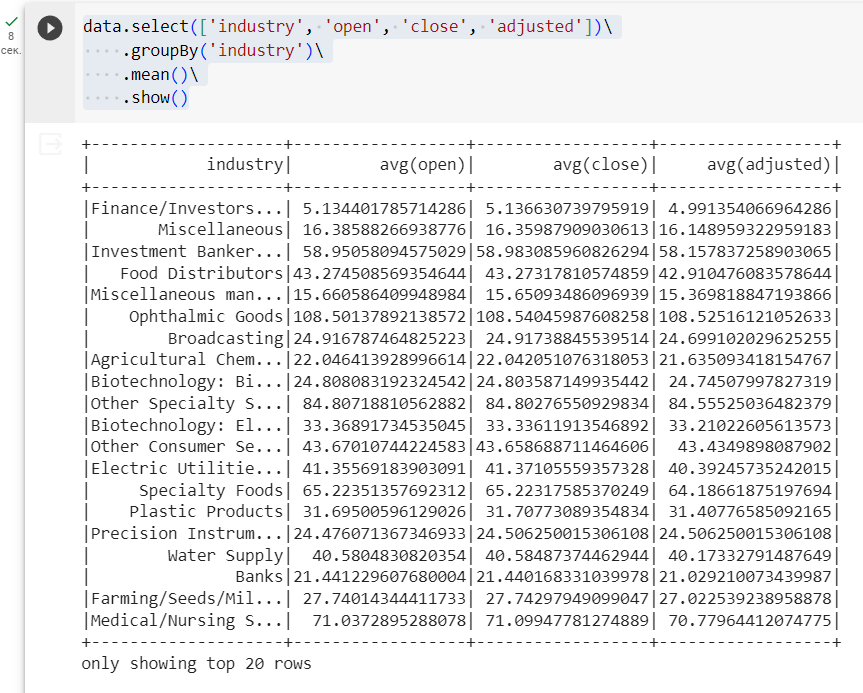 8
сек.
data.select(['industry', 'open', 'close', 'adjusted'])\
    .groupBy('industry')\
    .mean()\
    .show()
+--------------------+------------------+------------------+------------------+
|            industry|         avg(open)|        avg(close)|     avg(adjusted)|
+--------------------+------------------+------------------+------------------+
|Finance/Investors...| 5.134401785714286| 5.136630739795919| 4.991354066964286|
|       Miscellaneous| 16.38588266938776| 16.35987909030613|16.148959322959183|
|Investment Banker...| 58.95058094575029|58.983085960826294|58.157837258903065|
|   Food Distributors|43.274508569354644| 43.27317810574859|42.910476083578644|
|Miscellaneous man...|15.660586409948984| 15.65093486096939|15.369818847193866|
|    Ophthalmic Goods|108.50137892138572|108.54045987608258|108.52516121052633|
|        Broadcasting|24.916787464825223| 24.91738845539514|24.699102029625255|
|Agricultural Chem...|22.046413928996614|22.042051076318053|21.635093418154767|
|Biotechnology: Bi...|24.808083192324542|24.803587149935442| 24.74507997827319|
|Other Specialty S...| 84.80718810562882| 84.80276550929834| 84.55525036482379|
|Biotechnology: El...| 33.36891734535045| 33.33611913546892| 33.21022605613573|
|Other Consumer Se...| 43.67010744224583|43.658688711464606|  43.4349898087902|
|Electric Utilitie...| 41.35569183903091| 41.37105559357328| 40.39245735242015|
|     Specialty Foods| 65.22351357692312| 65.22317585370249| 64.18661875197694|
|    Plastic Products| 31.69500596129026| 31.70773089354834| 31.40776585092165|
|Precision Instrum...|24.476071367346933|24.506250015306108|24.506250015306108|
|        Water Supply|  40.5804830820354| 40.58487374462944| 40.17332791487649|
|               Banks|21.441229607680004|21.440168331039978|21.029210073439987|
|Farming/Seeds/Mil...| 27.74014344411733| 27.74297949099047|27.022539238958878|
|Medical/Nursing S...|  71.0372895288078| 71.09947781274889| 70.77964412074775|
+--------------------+------------------+------------------+------------------+
only showing top 20 rows